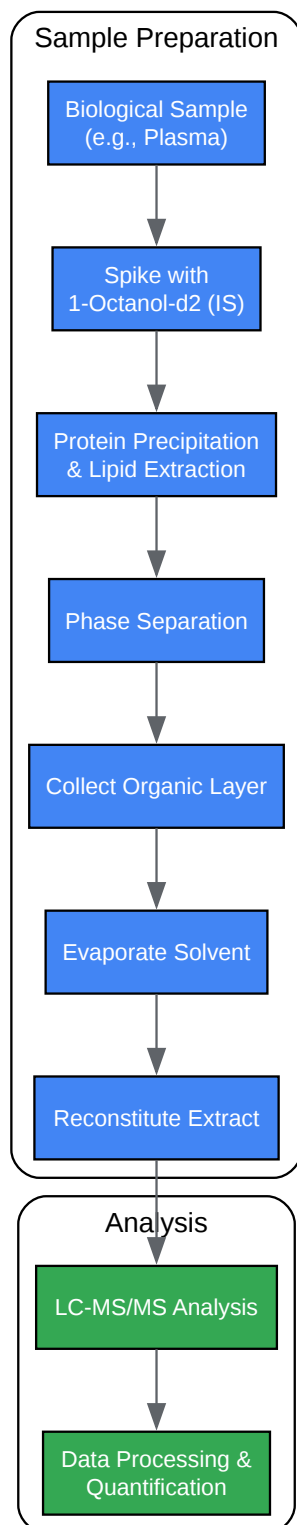 Sample Preparation
Biological Sample
(e.g., Plasma)
Spike with
1-Octanol-d2 (IS)
Protein Precipitation
& Lipid Extraction
Phase Separation
Collect Organic Layer
Evaporate Solvent
Reconstitute Extract
Analysis
LC-MS/MS Analysis
Data Processing &
Quantification